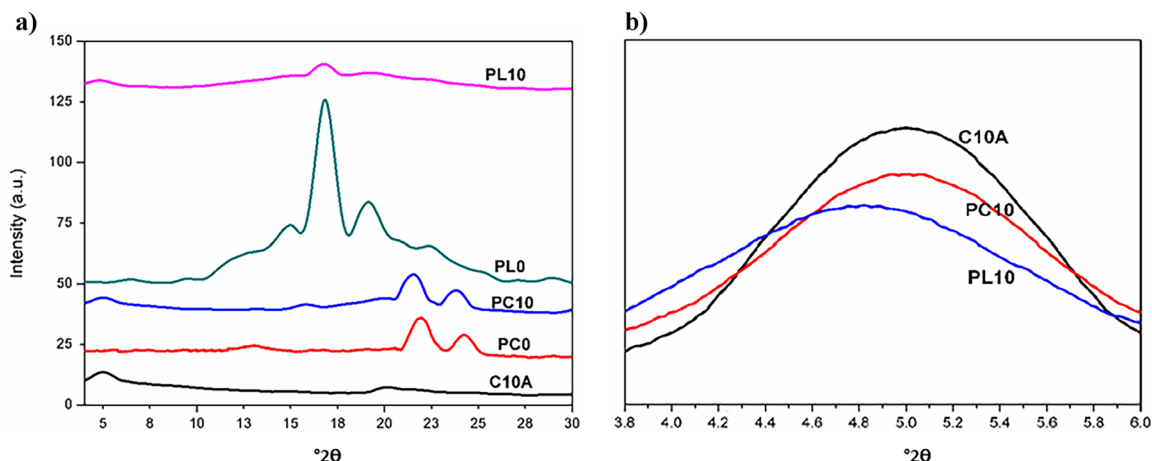 a)
Intensity (a.u.)
150
125
100
75
50
25
0
PL10
PL0
PC10
PC0
C10A
5 8 10 13 15 18 20 23 25 28 30
°2θ
b)
C10A
PC10
PL10
3.8 4.0 4.2 4.4 4.6 4.8 5.0 5.2 5.4 5.6 5.8 6.0
°2θ